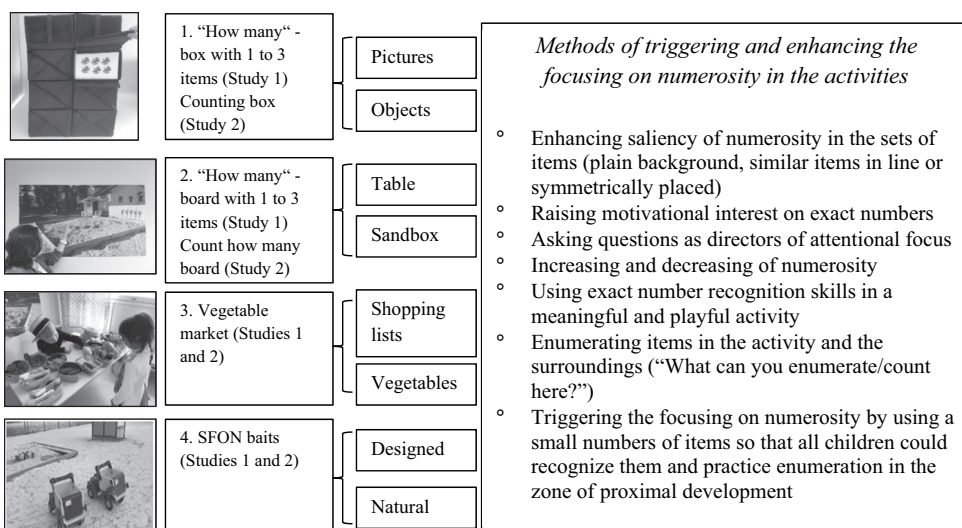 1. “How many“ -
box with 1 to 3
items (Study 1)
Counting box
(Study 2)
Pictures
Objects
2. “How many“ -
board with 1 to 3
items (Study 1)
Count how many
board (Study 2)
Table
Sandbox
3. Vegetable
market (Studies 1
and 2)
Shopping
lists
Vegetables
4. SFON baits
(Studies 1 and 2)
Designed
Natural
Methods of triggering and enhancing the
focusing on numerosity in the activities
° Enhancing saliency of numerosity in the sets of
items (plain background, similar items in line or
symmetrically placed)
° Raising motivational interest on exact numbers
° Asking questions as directors of attentional focus
° Increasing and decreasing of numerosity
° Using exact number recognition skills in a
meaningful and playful activity
° Enumerating items in the activity and the
surroundings (“What can you enumerate/count
here?”)
° Triggering the focusing on numerosity by using a
small numbers of items so that all children could
recognize them and practice enumeration in the
zone of proximal development